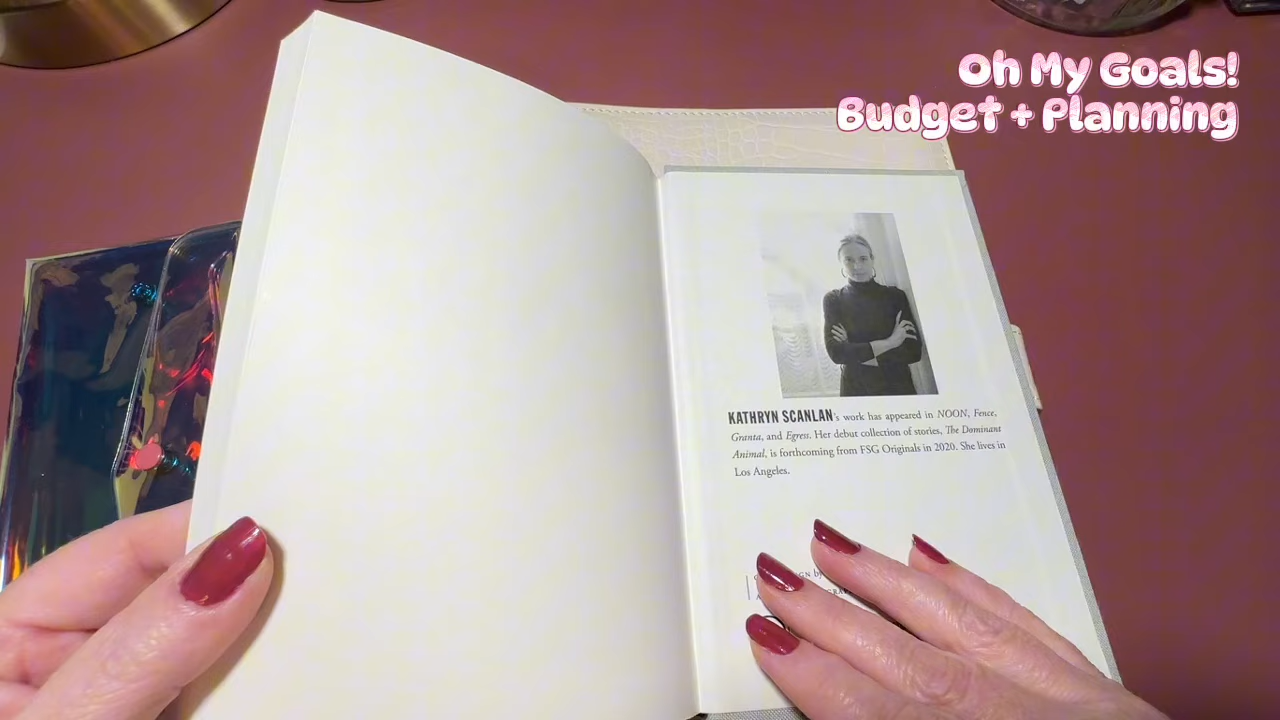 Oh My Goals!
Budget + Planning
KATHRYN SCANLAN's work has appeared in NOON, Fence,
Granta, and Egress. Her debut collection of stories, The Dominant
Animal, is forthcoming from FSG Originals in 2020. She lives in
Los Angeles.